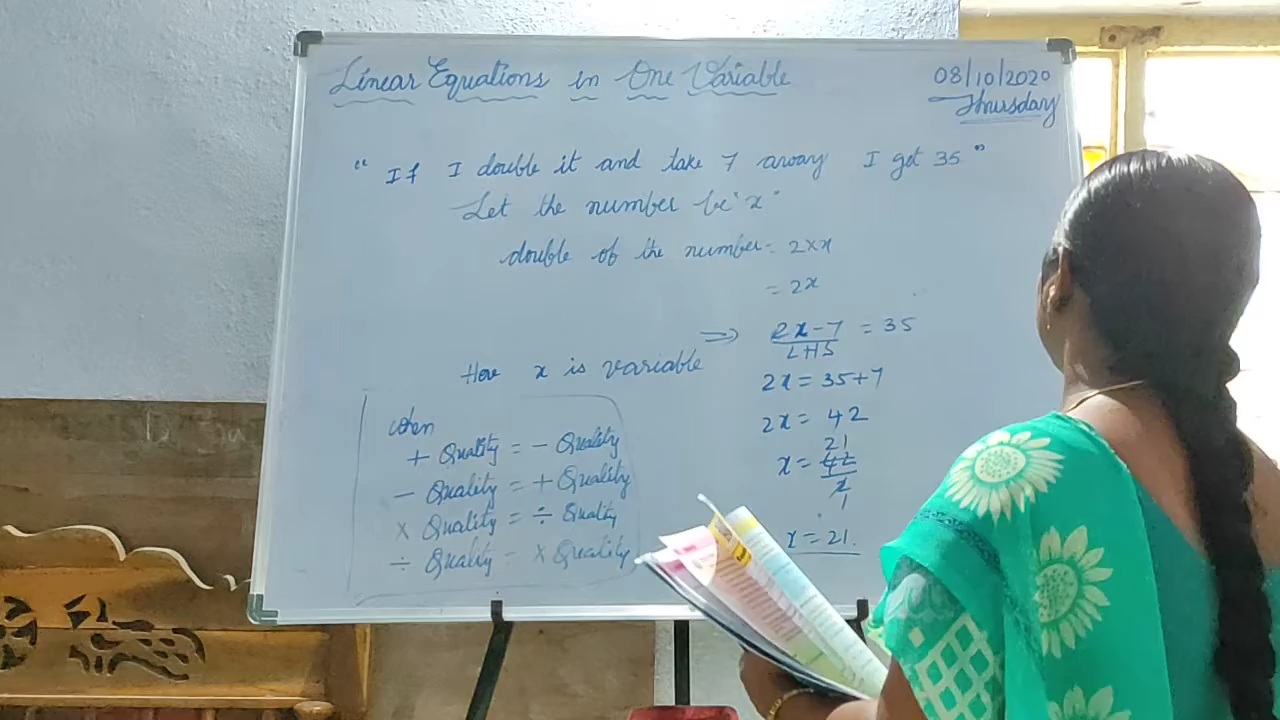 Linear Equations in One Variable
08/10/2020
Thursday
" If I double it and take 7 away I get 35 "
Let the number be "x"
double of the number = 2×x
= 2x
⇒ 2x-7 = 35
LHS
Here x is variable
2x = 35+7
2x = 42
21
x = 42
2
1
x = 21.
when
+ Quality = - Quality
- Quality = + Quality
× Quality = ÷ Quality
÷ Quality = × Quality